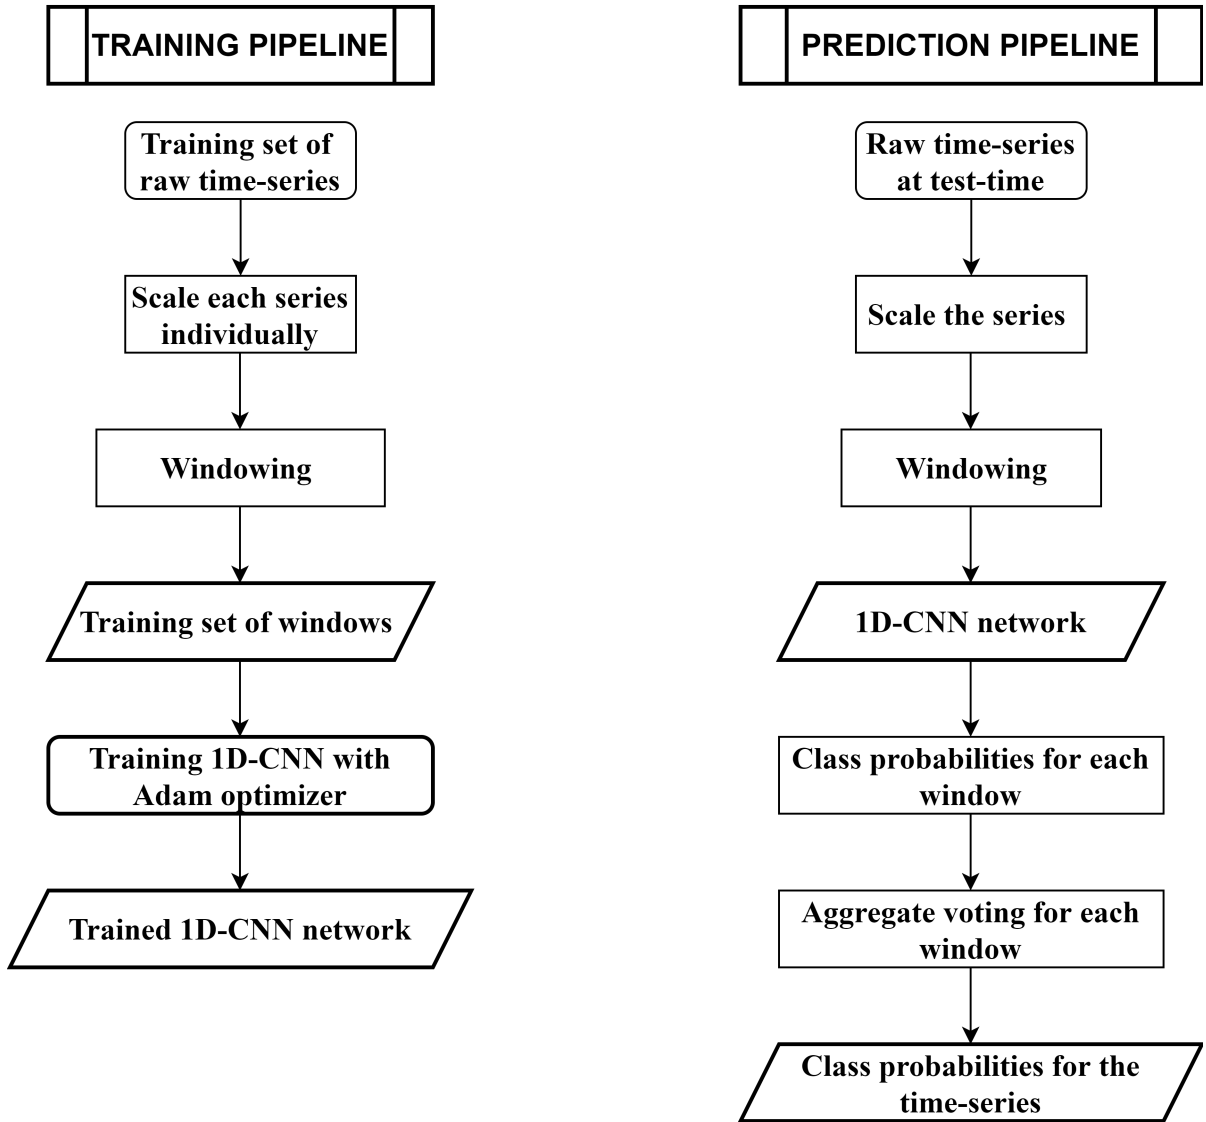 TRAINING PIPELINE
Training set of
raw time-series
Scale each series
individually
Windowing
Training set of windows
Training 1D-CNN with
Adam optimizer
Trained 1D-CNN network
PREDICTION PIPELINE
Raw time-series
at test-time
Scale the series
Windowing
1D-CNN network
Class probabilities for each
window
Aggregate voting for each
window
Class probabilities for the
time-series